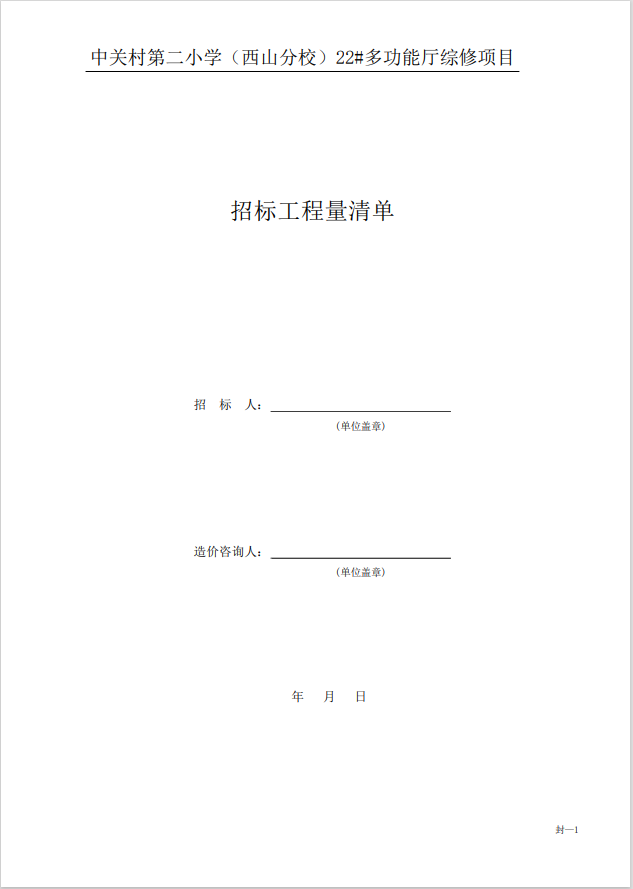 中关村第二小学（西山分校）22#多功能厅综修项目
招标工程量清单
招 标 人：
(单位盖章)
造价咨询人：
(单位盖章)
年 月 日
封—1